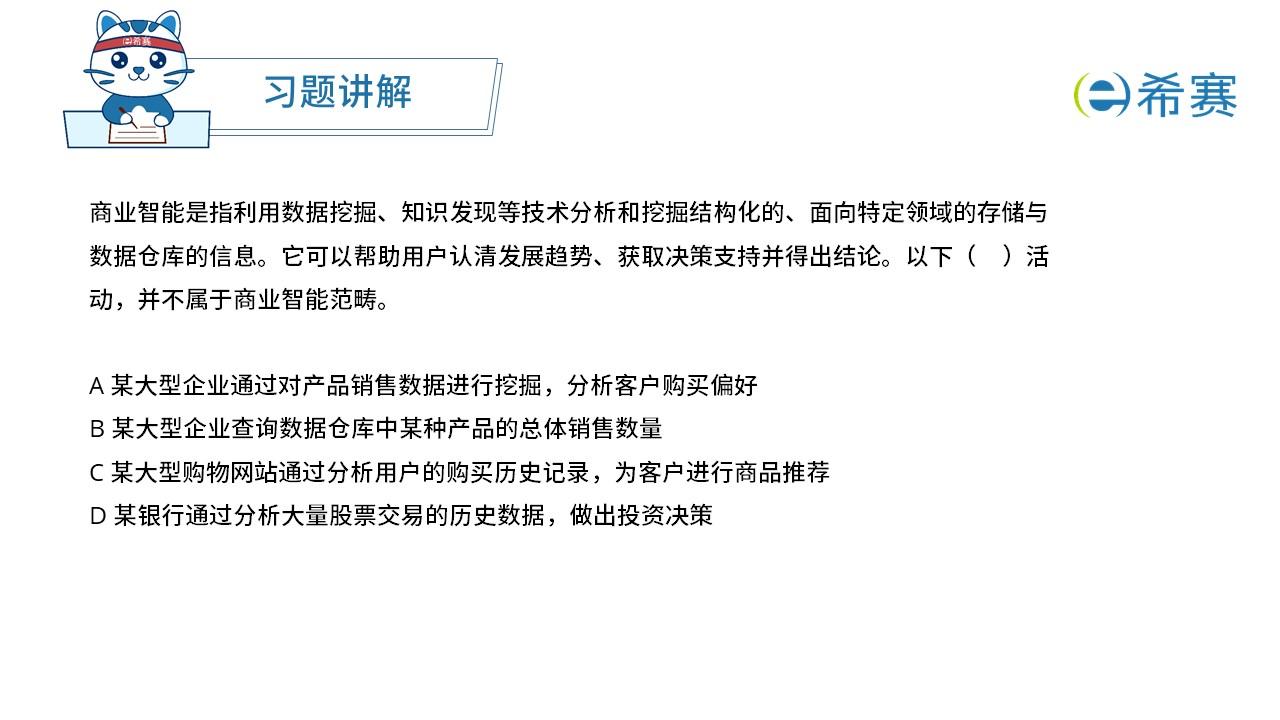 希赛
习题讲解
希赛
商业智能是指利用数据挖掘、知识发现等技术分析和挖掘结构化的、面向特定领域的存储与
数据仓库的信息。它可以帮助用户认清发展趋势、获取决策支持并得出结论。以下（ ）活
动，并不属于商业智能范畴。
A 某大型企业通过对产品销售数据进行挖掘，分析客户购买偏好
B 某大型企业查询数据仓库中某种产品的总体销售数量
C 某大型购物网站通过分析用户的购买历史记录，为客户进行商品推荐
D 某银行通过分析大量股票交易的历史数据，做出投资决策